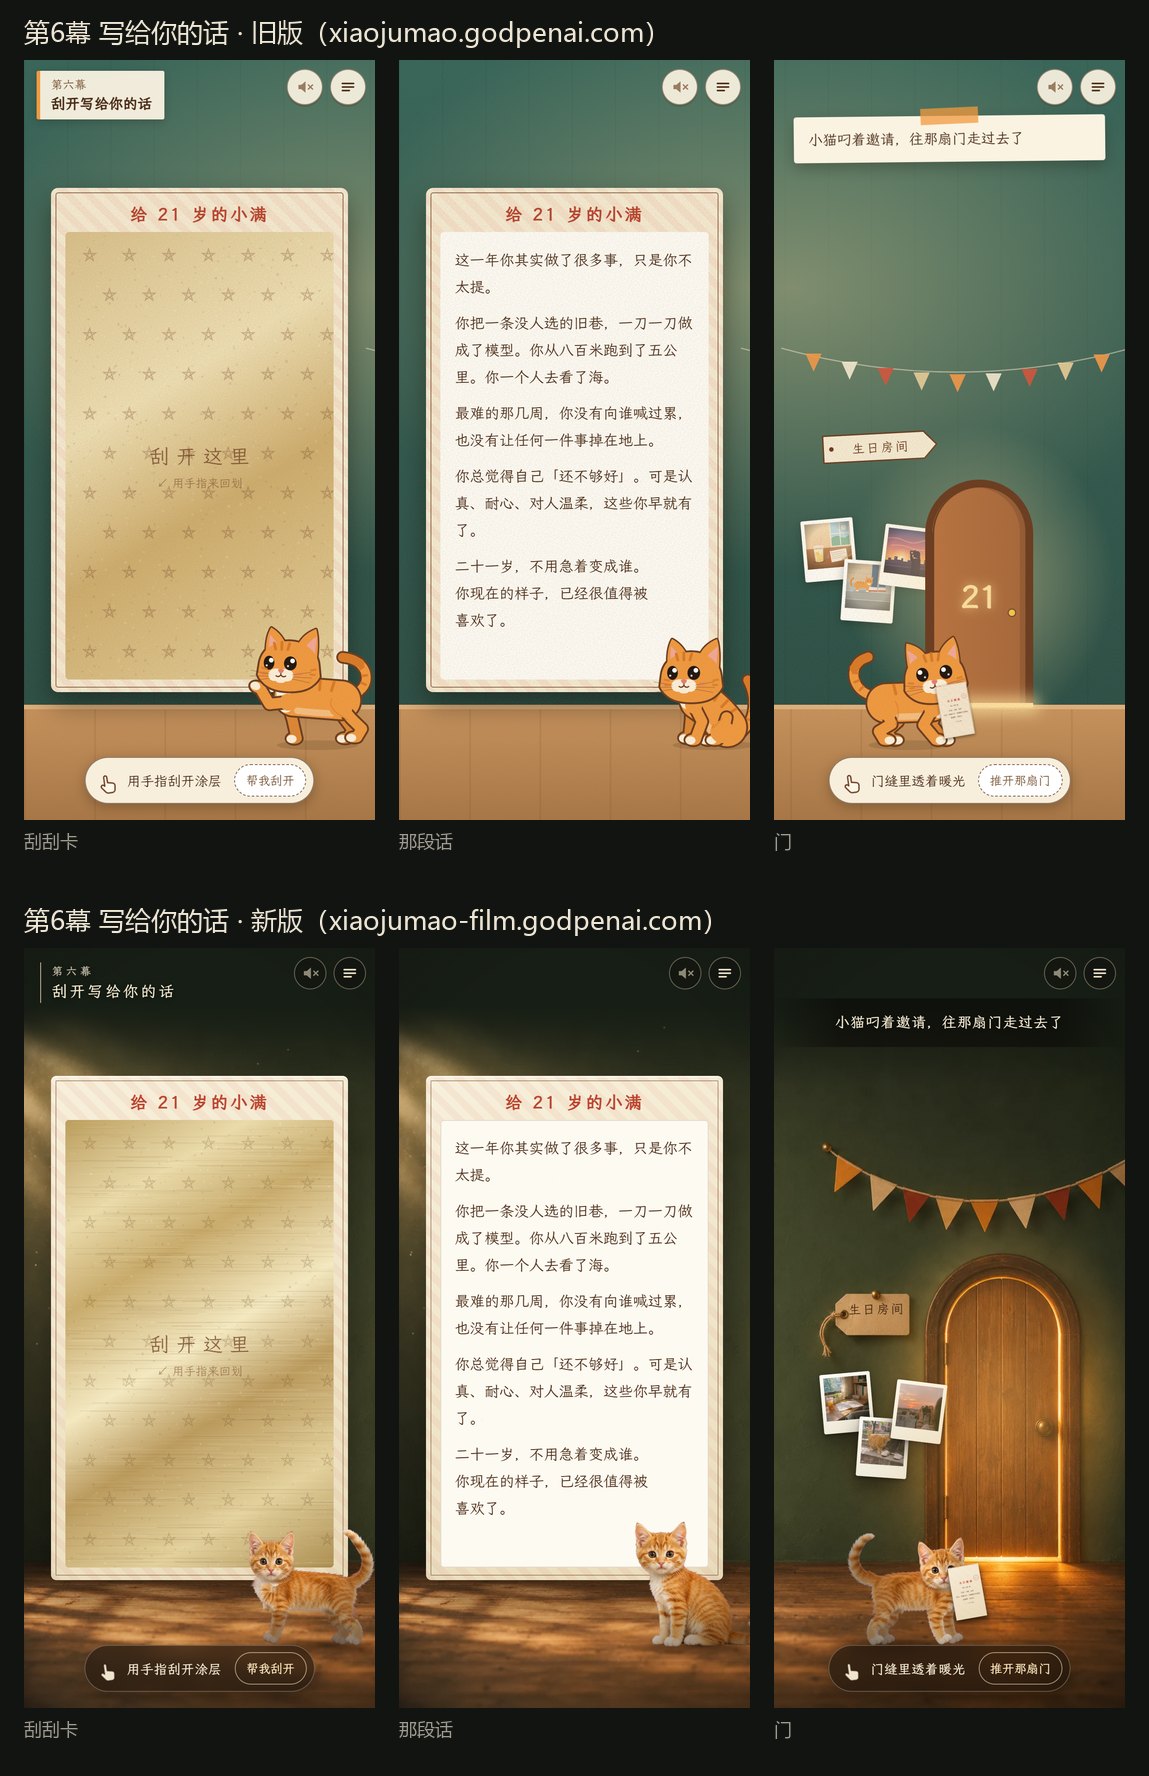 第6幕 写给你的话 · 旧版（xiaojumao.godpenai.com）
第六幕
刮开写给你的话
给 21 岁的小满
刮开这里
↙ 用手指来回划
用手指刮开涂层
帮我刮开
刮刮卡
给 21 岁的小满
这一年你其实做了很多事，只是你不
太提。
你把一条没人选的旧巷，一刀一刀做
成了模型。你从八百米跑到了五公
里。你一个人去看了海。
最难的那几周，你没有向谁喊过累，
也没有让任何一件事掉在地上。
你总觉得自己「还不够好」。可是认
真、耐心、对人温柔，这些你早就有
了。
二十一岁，不用急着变成谁。
你现在的样子，已经很值得被
喜欢了。
那段话
小猫叼着邀请，往那扇门走过去了
生日房间
21
门缝里透着暖光
推开那扇门
门
第6幕 写给你的话 · 新版（xiaojumao-film.godpenai.com）
第六幕
刮开写给你的话
给 21 岁的小满
刮开这里
↙ 用手指来回划
用手指刮开涂层
帮我刮开
刮刮卡
给 21 岁的小满
这一年你其实做了很多事，只是你不
太提。
你把一条没人选的旧巷，一刀一刀做
成了模型。你从八百米跑到了五公
里。你一个人去看了海。
最难的那几周，你没有向谁喊过累，
也没有让任何一件事掉在地上。
你总觉得自己「还不够好」。可是认
真、耐心、对人温柔，这些你早就有
了。
二十一岁，不用急着变成谁。
你现在的样子，已经很值得被
喜欢了。
那段话
小猫叼着邀请，往那扇门走过去了
生日房间
门缝里透着暖光
推开那扇门
门